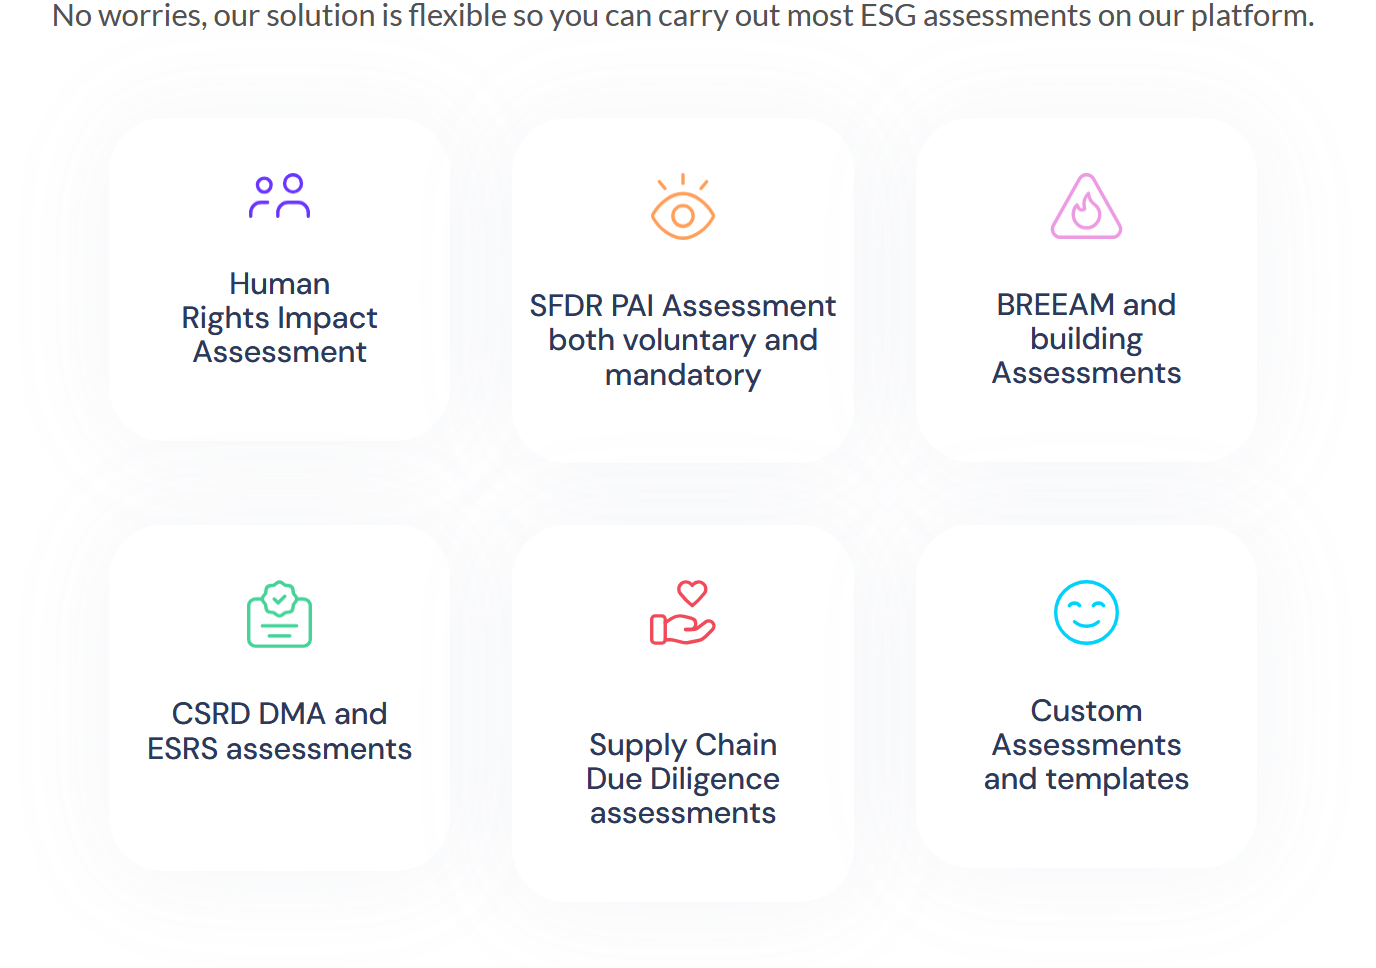 No worries, our solution is flexible so you can carry out most ESG assessments on our platform.
Human
Rights Impact
Assessment
SFDR PAI Assessment
both voluntary and
mandatory
BREEAM and
building
Assessments
CSRD DMA and
ESRS assessments
Supply Chain
Due Diligence
assessments
Custom
Assessments
and templates